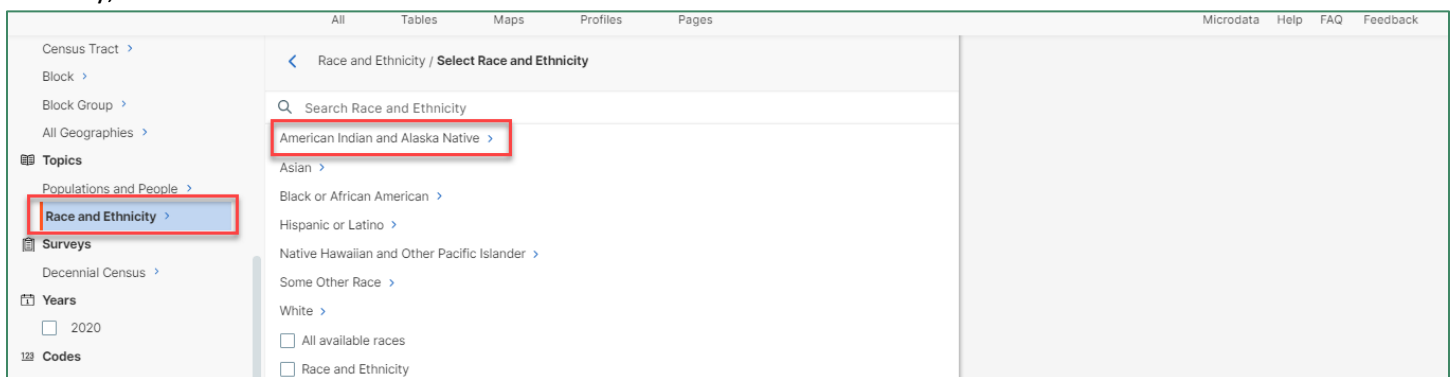 All Tables Maps Profiles Pages Microdata Help FAQ Feedback
Census Tract >
Block >
Block Group >
All Geographies >
Topics
Populations and People >
Race and Ethnicity >
Surveys
Decennial Census >
Years
2020
123 Codes
< Race and Ethnicity / Select Race and Ethnicity
Search Race and Ethnicity
American Indian and Alaska Native >
Asian >
Black or African American >
Hispanic or Latino >
Native Hawaiian and Other Pacific Islander >
Some Other Race >
White >
All available races
Race and Ethnicity